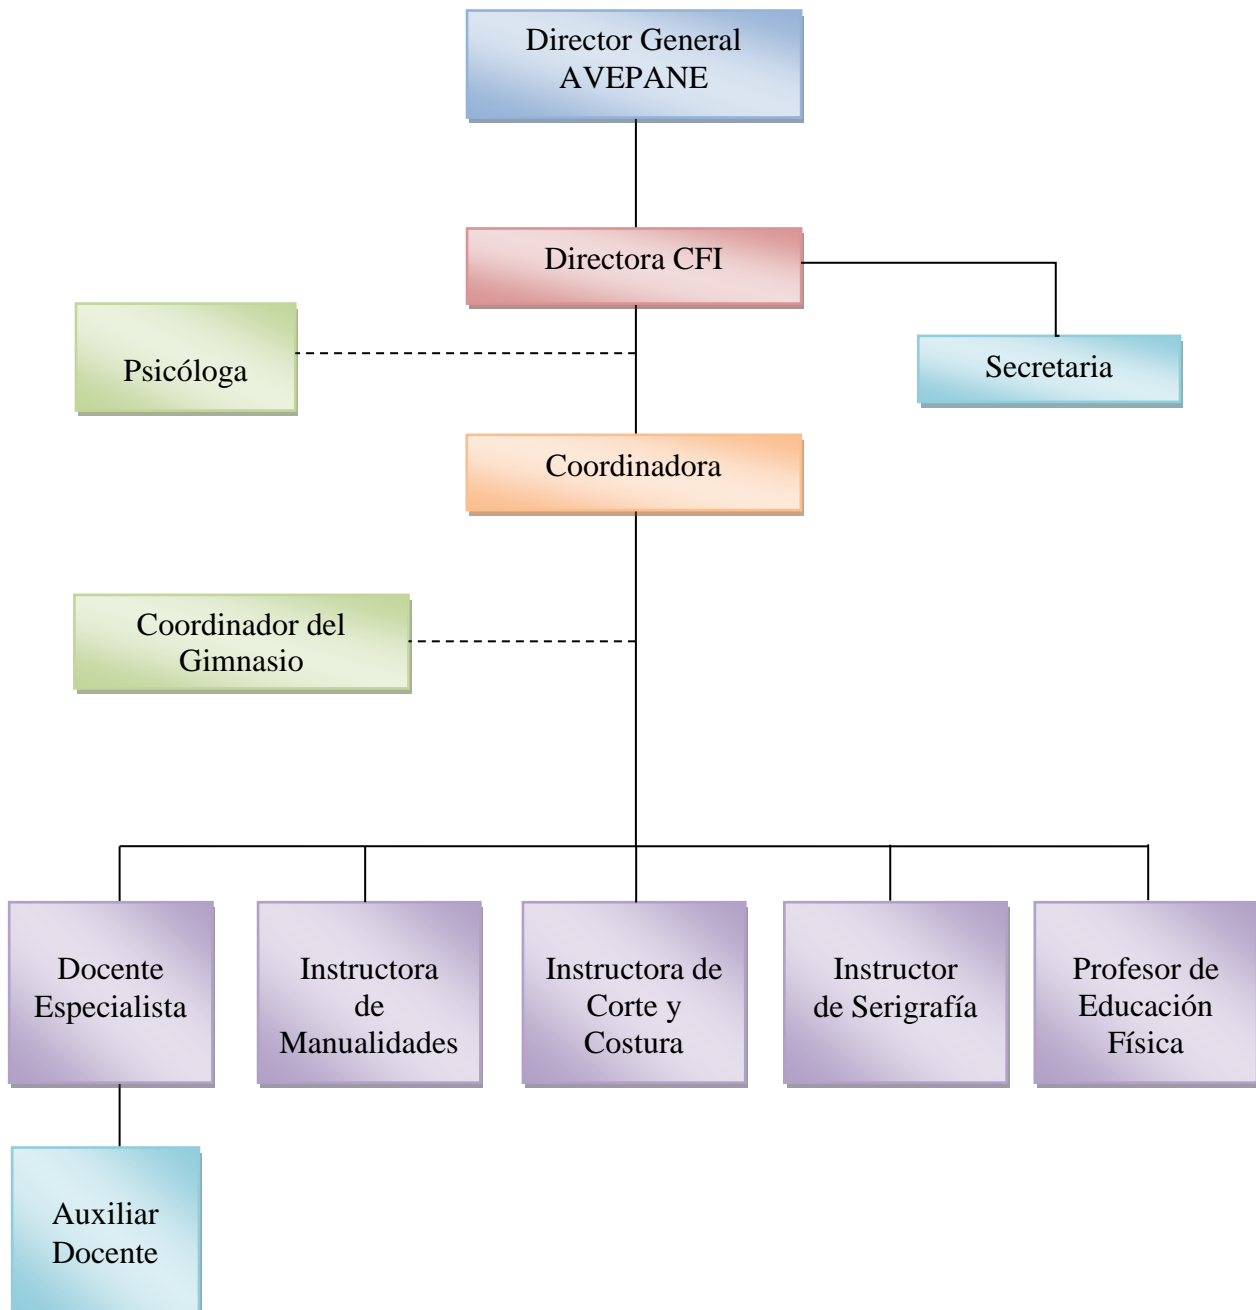 Director General
AVEPANE
Directora CFI
Psicóloga
Secretaria
Coordinadora
Coordinador del
Gimnasio
Docente
Especialista
Instructora
de
Manualidades
Instructora de
Corte y
Costura
Instructor
de Serigrafía
Profesor de
Educación
Física
Auxiliar
Docente